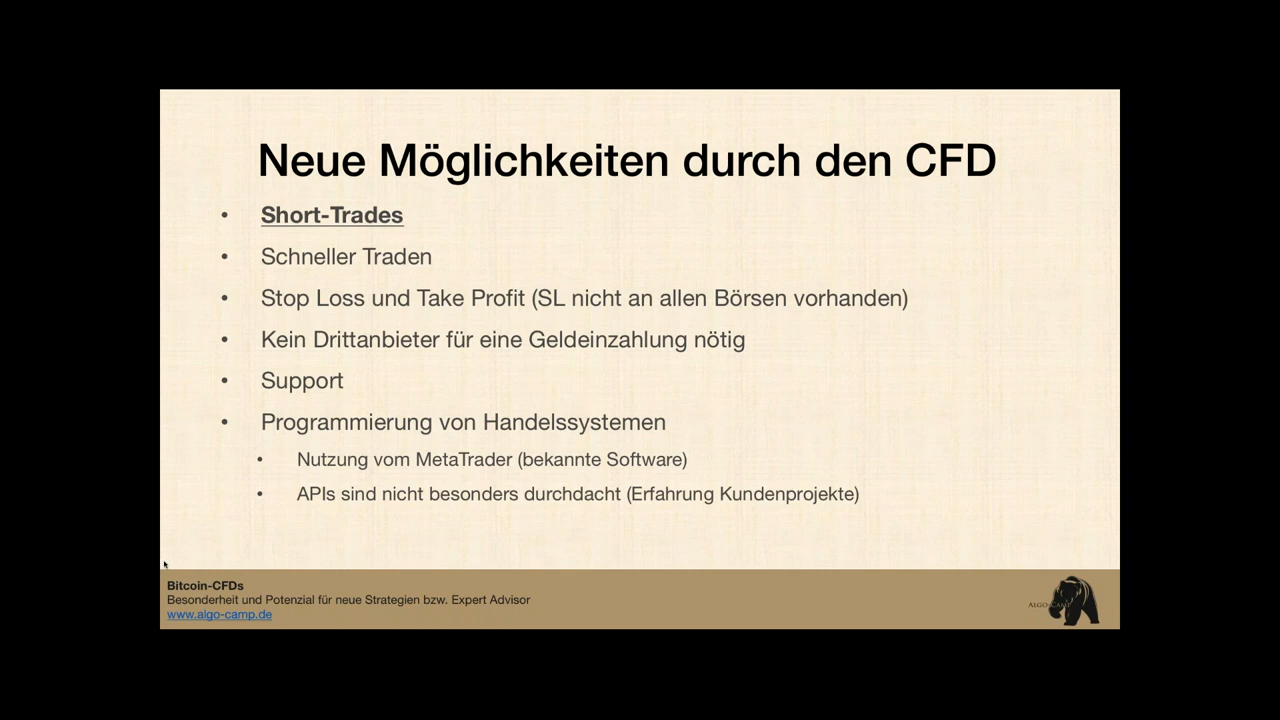 Neue Möglichkeiten durch den CFD
• Short-Trades
• Schneller Traden
• Stop Loss und Take Profit (SL nicht an allen Börsen vorhanden)
• Kein Drittanbieter für eine Geldeinzahlung nötig
• Support
• Programmierung von Handelssystemen
• Nutzung vom MetaTrader (bekannte Software)
• APIs sind nicht besonders durchdacht (Erfahrung Kundenprojekte)
Bitcoin-CFDs
Besonderheit und Potenzial für neue Strategien bzw. Expert Advisor
www.algo-camp.de
ALGO-CAMP